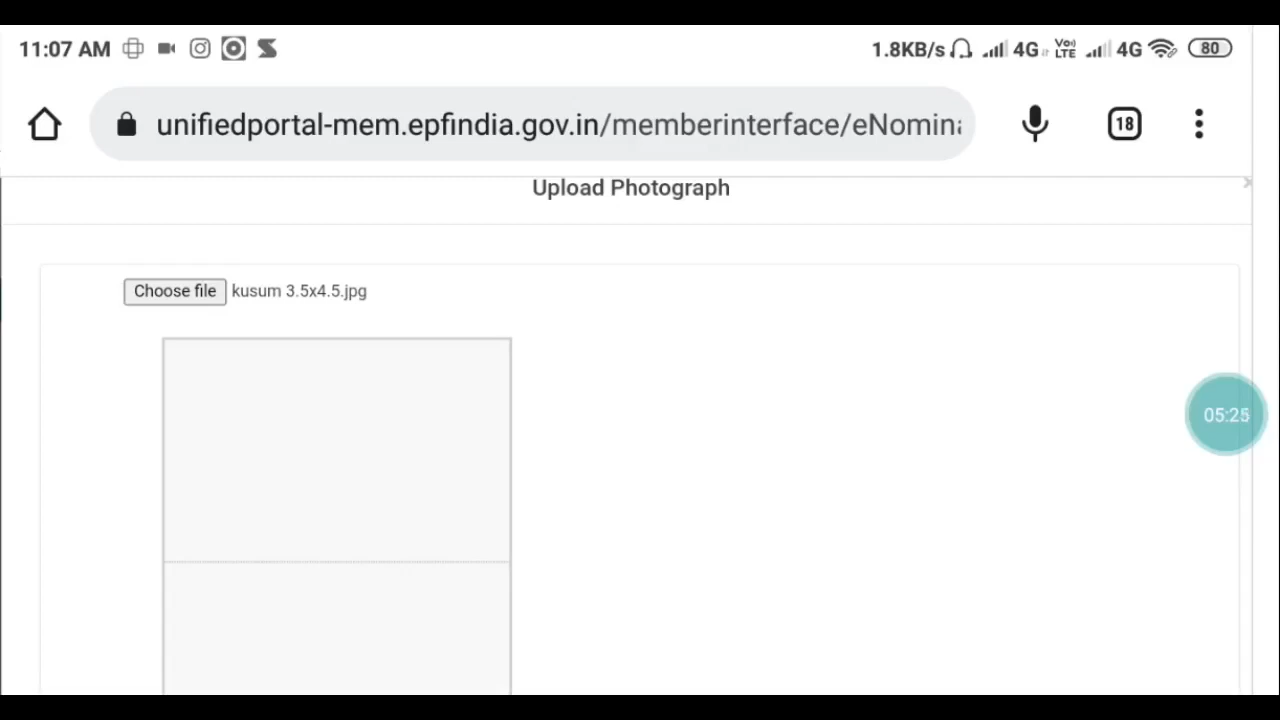 11:07 AM 1.8KB/s 4G Vo) LTE 4G 80
unifiedportal-mem.epfindia.gov.in/memberinterface/eNomina 18
Upload Photograph
Choose file kusum 3.5x4.5.jpg
05:25